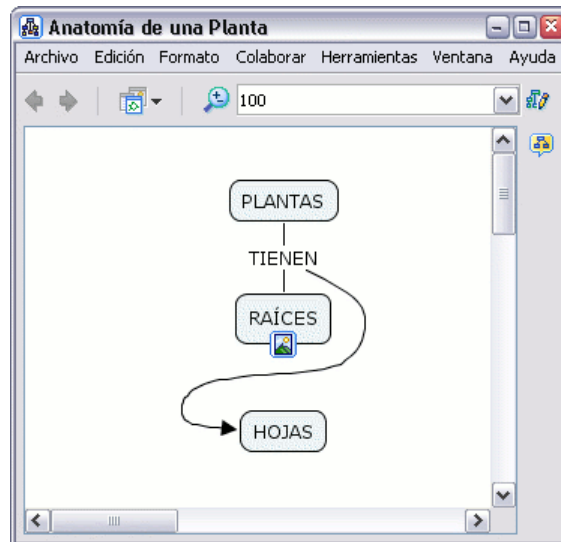 Anatomía de una Planta
Archivo Edición Formato Colaborar Herramientas Ventana Ayuda
100
PLANTAS
TIENEN
RAÍCES
HOJAS